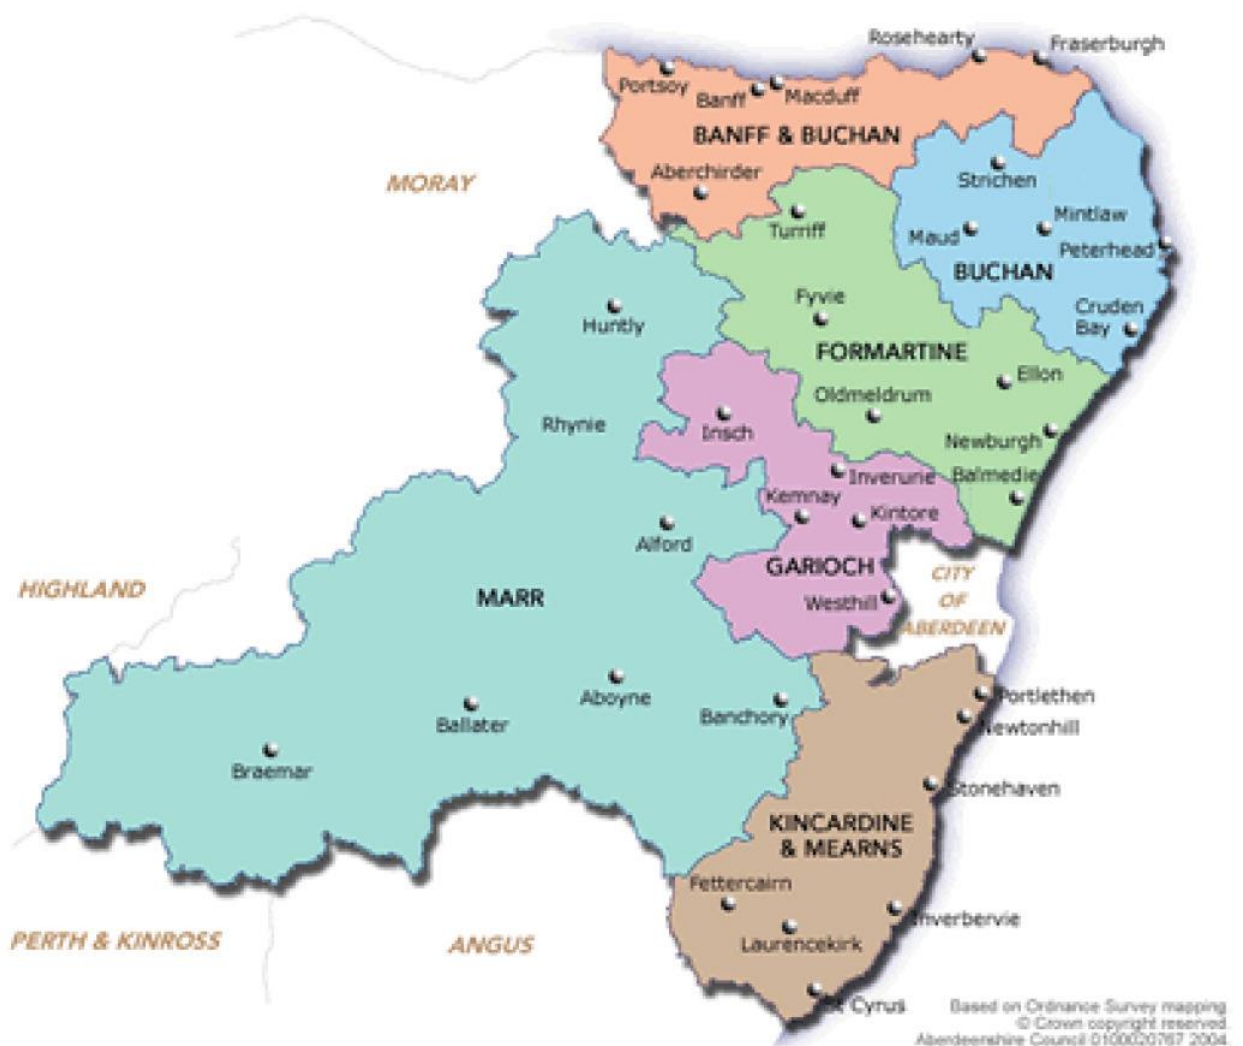 Rosehearty
Fraserburgh
Portsoy
Banff
Macduff
BANFF & BUCHAN
Aberchirder
MORAY
Strichen
Turriff
Maud
Mintlaw
Peterhead
BUCHAN
Huntly
Fyvie
Cruden
Bay
FORMARTINE
Ellon
Oldmeldrum
Rhynie
Insch
Newburgh
Inverurie
Balmedie
Kemnay
Kintore
Alford
GARIOCH
CITY
OF
ABERDEEN
HIGHLAND
MARR
Westhill
Aboyne
Ballater
Banchory
Portlethen
Newtonhill
Braemar
Stonehaven
KINCARDINE
& MEARNS
Fettercairn
Inverbervie
Laurencekirk
PERTH & KINROSS
ANGUS
St Cyrus
Based on Ordnance Survey mapping
© Crown copyright reserved.
Aberdeenshire Council 0100020767 2004